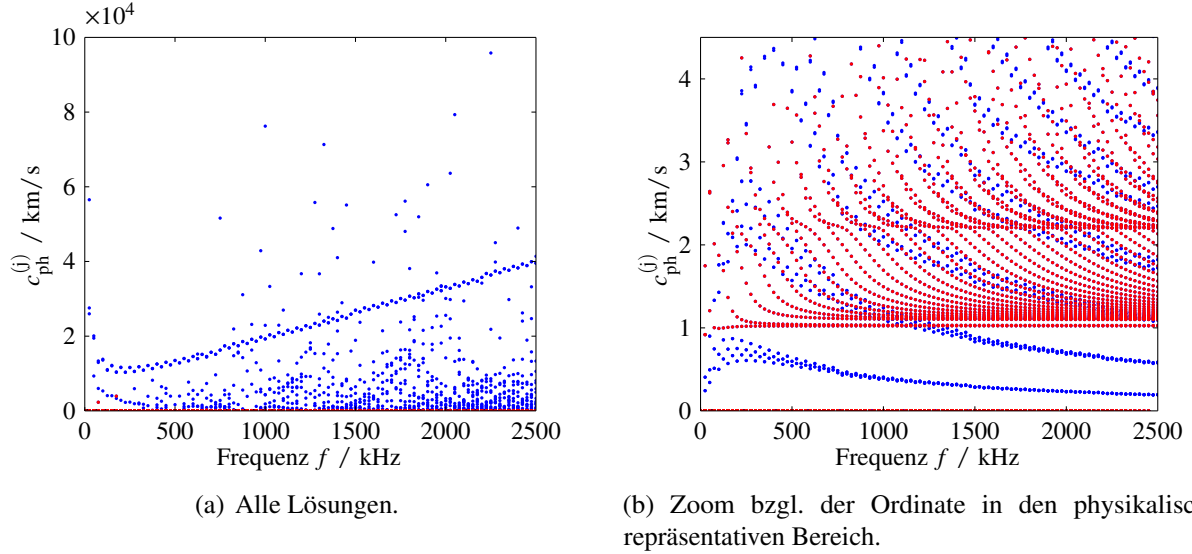 ×10⁴
10
8
6
4
2
0
c_ph^(j) / km/s
0 500 1000 1500 2000 2500
Frequenz f / kHz
(a) Alle Lösungen.
4
3
2
1
0
c_ph^(j) / km/s
0 500 1000 1500 2000 2500
Frequenz f / kHz
(b) Zoom bzgl. der Ordinate in den physikalisc
repräsentativen Bereich.